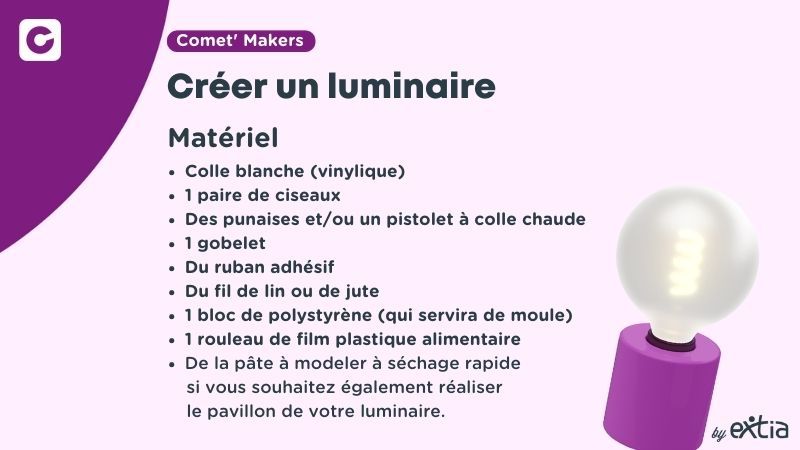 Comet' Makers
Créer un luminaire
Matériel
• Colle blanche (vinylique)
• 1 paire de ciseaux
• Des punaises et/ou un pistolet à colle chaude
• 1 gobelet
• Du ruban adhésif
• Du fil de lin ou de jute
• 1 bloc de polystyrène (qui servira de moule)
• 1 rouleau de film plastique alimentaire
• De la pâte à modeler à séchage rapide
si vous souhaitez également réaliser
le pavillon de votre luminaire.
by extia